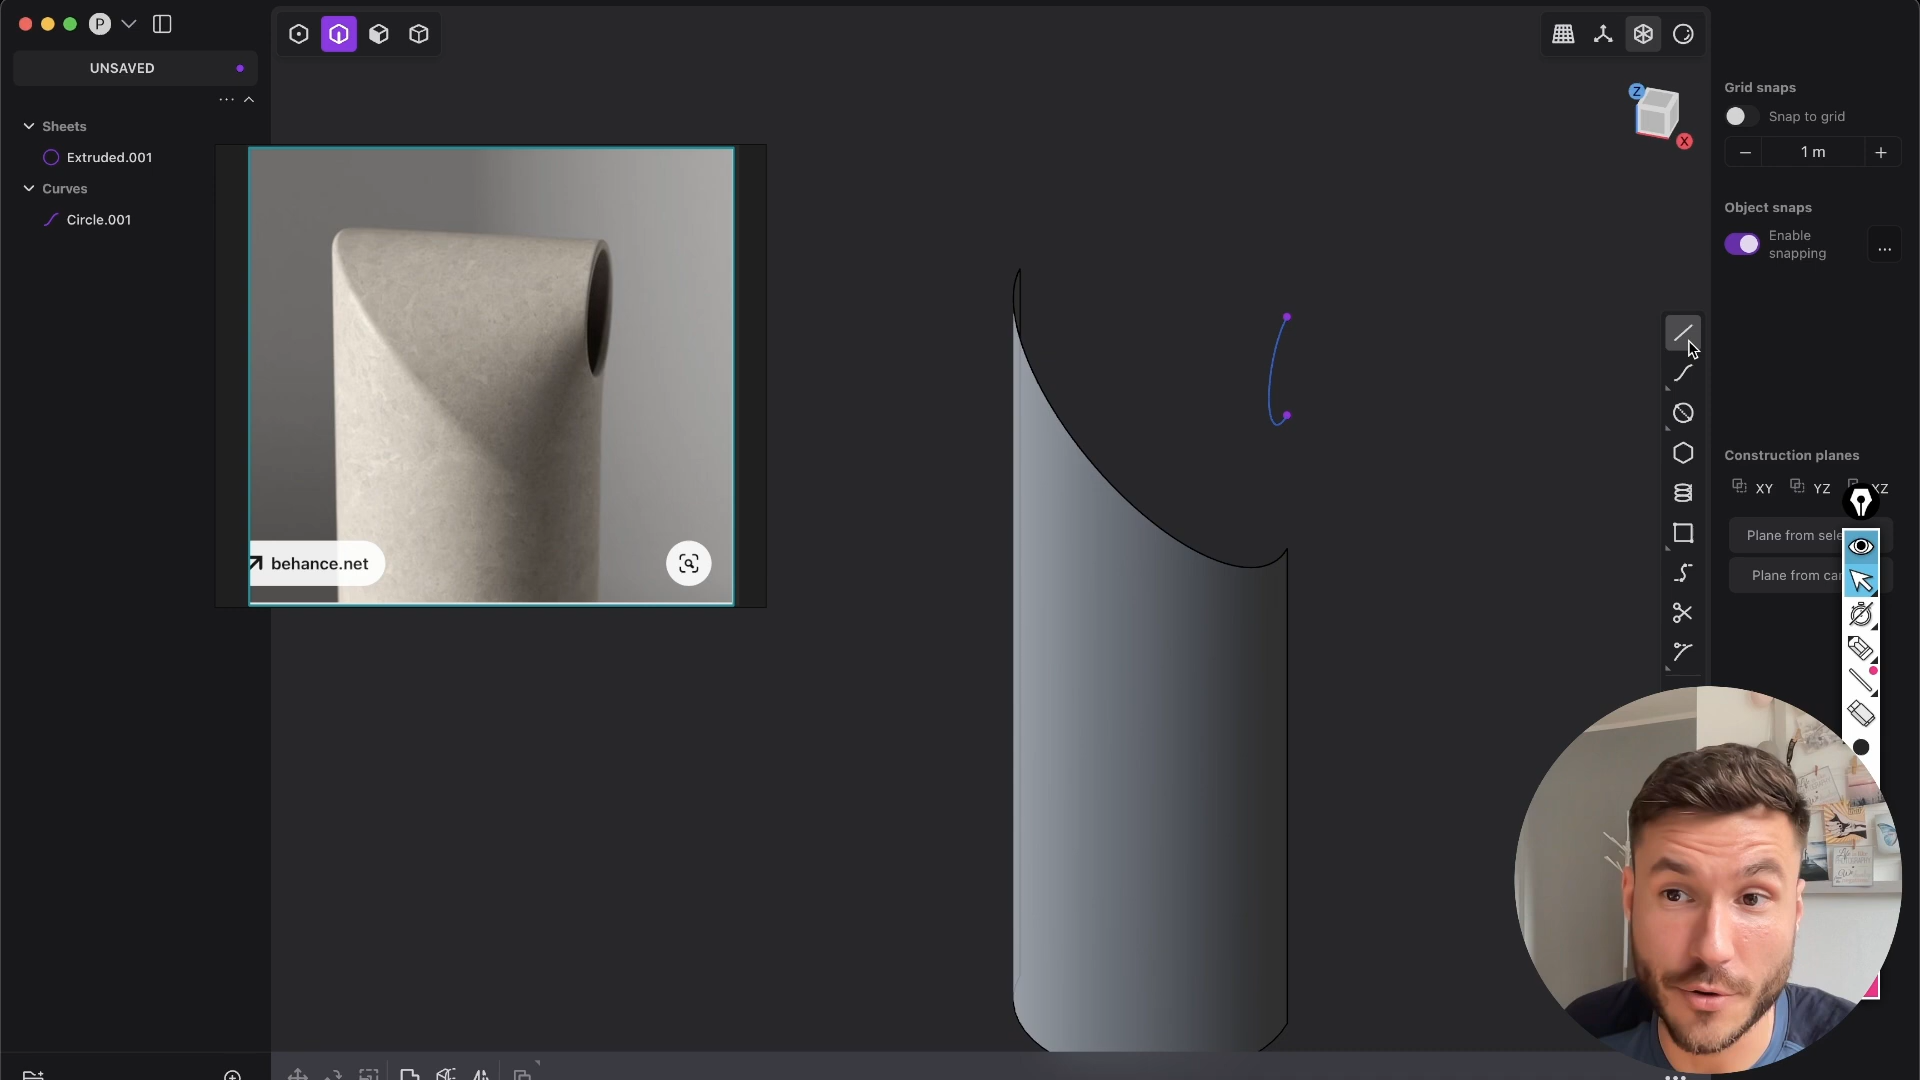 P
UNSAVED
Sheets
Extruded.001
Curves
Circle.001
behance.net
Z
X
Grid snaps
Snap to grid
1 m
Object snaps
Enable
snapping
Construction planes
XY
YZ
XZ
Plane from sele
Plane from ca